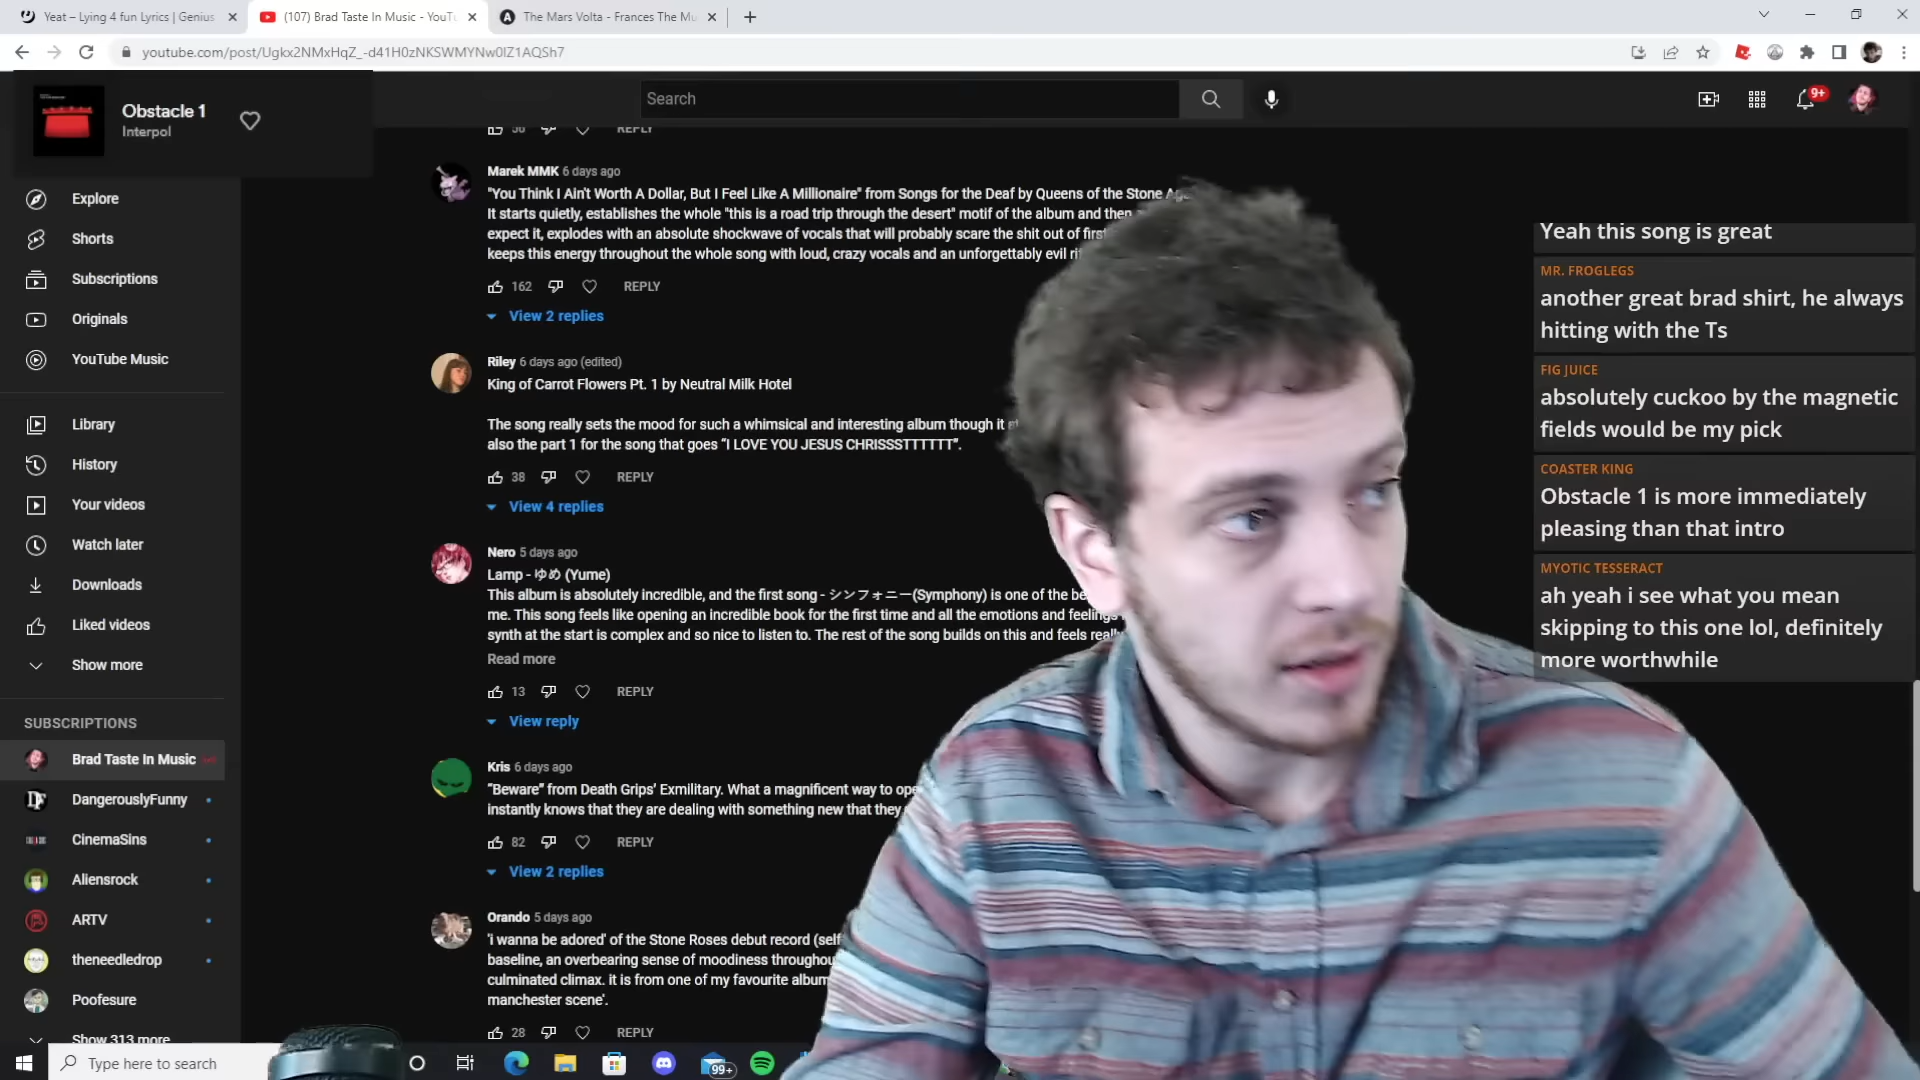 Yeat – Lying 4 fun Lyrics | Genius
(107) Brad Taste In Music - YouTu
The Mars Volta - Frances The Mu
youtube.com/post/Ugkx2NMxHqZ_-d41H0zNKSWMYNw0IZ1AQSh7
Obstacle 1
Interpol
Search
9+
Explore
Shorts
Subscriptions
Originals
YouTube Music
Library
History
Your videos
Watch later
Downloads
Liked videos
Show more
SUBSCRIPTIONS
Brad Taste In Music
DangerouslyFunny
CinemaSins
Aliensrock
ARTV
theneedledrop
Poofesure
Show 313 more
56 REPLY
Marek MMK 6 days ago
"You Think I Ain't Worth A Dollar, But I Feel Like A Millionaire" from Songs for the Deaf by Queens of the Stone Age
It starts quietly, establishes the whole "this is a road trip through the desert" motif of the album and then
expect it, explodes with an absolute shockwave of vocals that will probably scare the shit out of first
keeps this energy throughout the whole song with loud, crazy vocals and an unforgettably evil ri
162 REPLY
View 2 replies
Riley 6 days ago (edited)
King of Carrot Flowers Pt. 1 by Neutral Milk Hotel
The song really sets the mood for such a whimsical and interesting album though it
also the part 1 for the song that goes “I LOVE YOU JESUS CHRISSSTTTTTT”.
38 REPLY
View 4 replies
Nero 5 days ago
Lamp - ゆめ (Yume)
This album is absolutely incredible, and the first song - シンフォニー(Symphony) is one of the be
me. This song feels like opening an incredible book for the first time and all the emotions and feelings
synth at the start is complex and so nice to listen to. The rest of the song builds on this and feels really
Read more
13 REPLY
View reply
Kris 6 days ago
"Beware" from Death Grips’ Exmilitary. What a magnificent way to ope
instantly knows that they are dealing with something new that they
82 REPLY
View 2 replies
Orando 5 days ago
'i wanna be adored' of the Stone Roses debut record (self
baseline, an overbearing sense of moodiness throughou
culminated climax. it is from one of my favourite album
manchester scene'.
28 REPLY
Yeah this song is great
MR. FROGLEGS
another great brad shirt, he always
hitting with the Ts
FIG JUICE
absolutely cuckoo by the magnetic
fields would be my pick
COASTER KING
Obstacle 1 is more immediately
pleasing than that intro
MYOTIC TESSERACT
ah yeah i see what you mean
skipping to this one lol, definitely
more worthwhile
Type here to search
99+